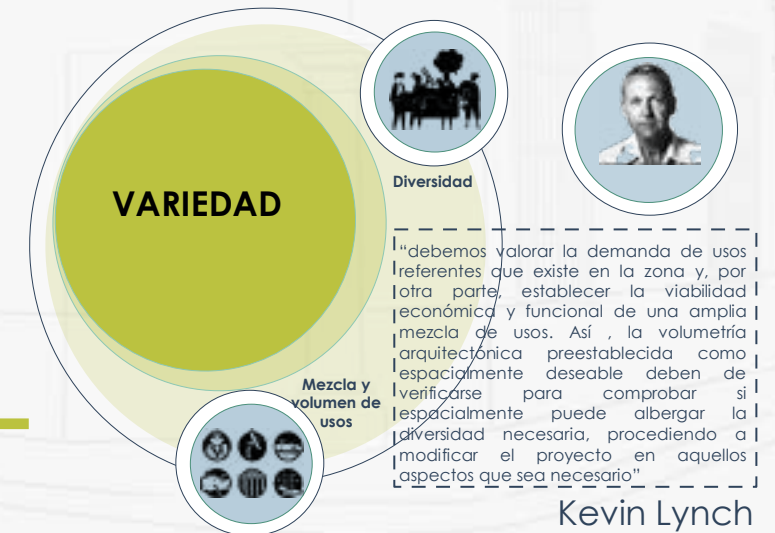 VARIEDAD
Diversidad
Mezcla y
volumen de
usos
“debemos valorar la demanda de usos
referentes que existe en la zona y, por
otra parte, establecer la viabilidad
económica y funcional de una amplia
mezcla de usos. Así , la volumetría
arquitectónica preestablecida como
espacialmente deseable deben de
verificarse para comprobar si
espacialmente puede albergar la
diversidad necesaria, procediendo a
modificar el proyecto en aquellos
aspectos que sea necesario”
Kevin Lynch